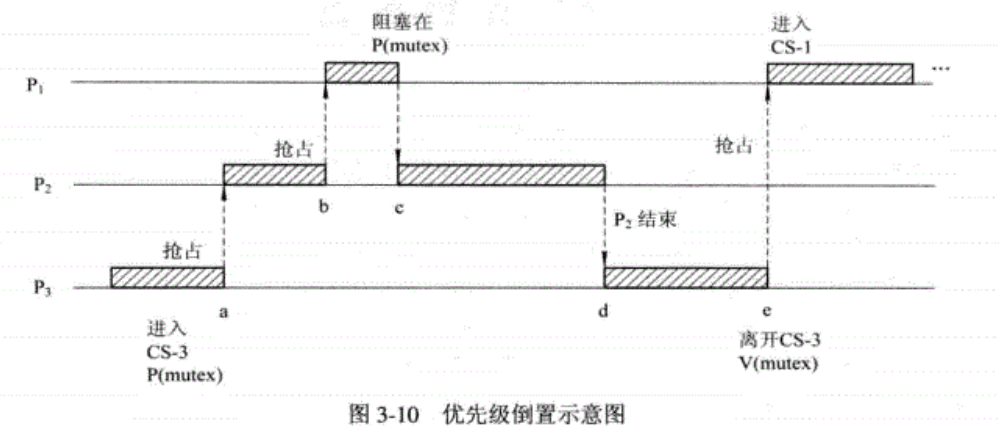 阻塞在
P(mutex)
进入
CS-1
...
P1
抢占
抢占
P2
b
c
P2 结束
抢占
P3
a
d
e
进入
CS-3
P(mutex)
离开CS-3
V(mutex)
图 3-10 优先级倒置示意图